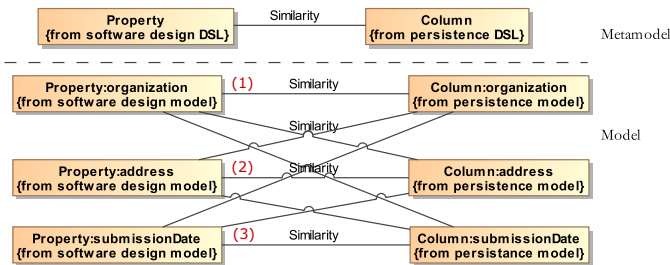 Property
{from software design DSL}
Similarity
Column
{from persistence DSL}
Metamodel
Property:organization
{from software design model}
(1)
Similarity
Column:organization
{from persistence model}
Similarity
Model
Property:address
{from software design model}
(2)
Similarity
Column:address
{from persistence model}
Property:submissionDate
{from software design model}
(3)
Similarity
Column:submissionDate
{from persistance model}